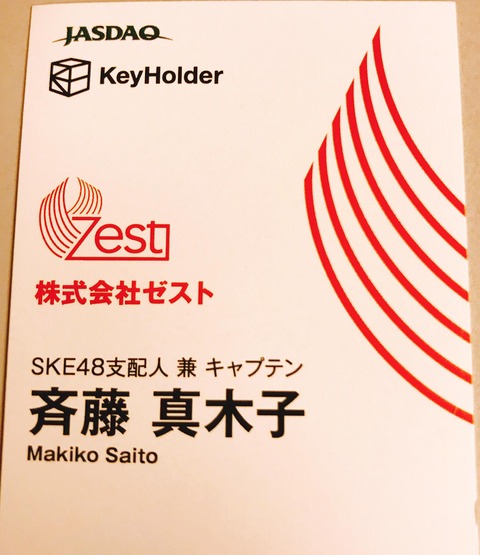 JASDAQ
KeyHolder
Zest
株式会社ゼスト
SKE48支配人 兼 キャプテン
斉藤 真木子
Makiko Saito